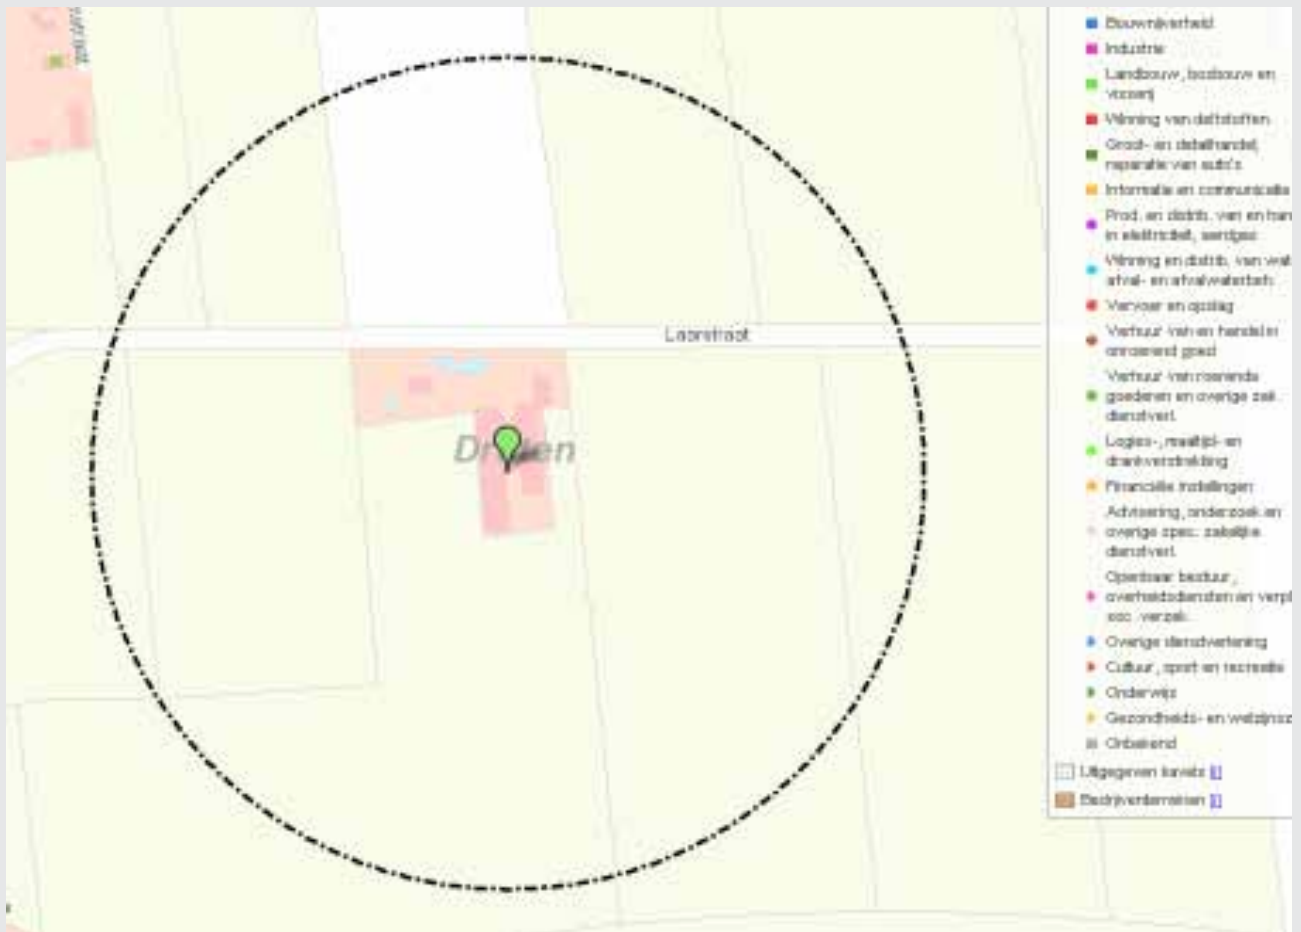 Laarstraat
Bouwnijverheid
Industrie
Landbouw, bosbouw en
visserij
Winning van delfstoffen
Groot- en detailhandel,
reparatie van auto's
Informatie en communicatie
Prod. en distrib. van en han
in elektriciteit, aardgas
Winning en distrib. van wat
afval- en afvalwaterbeh.
Vervoer en opslag
Verhuur van en handel in
onroerend goed
Verhuur van roerende
goederen en overige zak.
dienstverl.
Logies-, maaltijd- en
drankverstrekking
Financiële instellingen
Advisering, onderzoek en
overige spec. zakelijke
dienstverl.
Openbaar bestuur,
overheidsdiensten en verpl
soc. verzek.
Overige dienstverlening
Cultuur, sport en recreatie
Onderwijs
Gezondheids- en welzijnsz
Onbekend
Uitgegeven kavels [i]
Bedrijventerreinen [i]